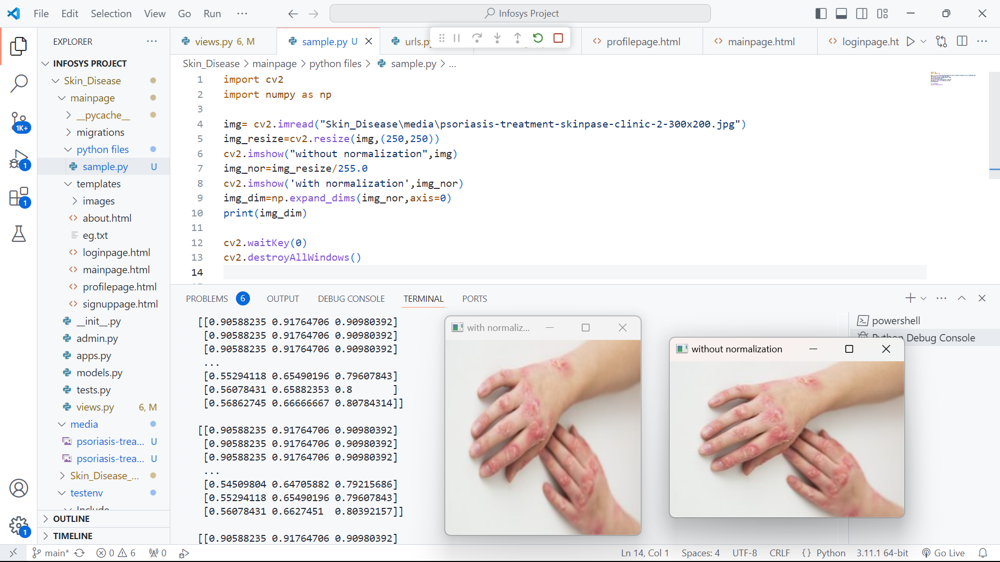 File Edit Selection View Go Run ··· Infosys Project
EXPLORER ···
INFOSYS PROJECT
Skin_Disease
mainpage
__pycache__
migrations
python files
sample.py U
templates
images
about.html
eg.txt
loginpage.html
mainpage.html
profilepage.html
signuppage.html
__init__.py
admin.py
apps.py
models.py
tests.py
views.py 6, M
media
psoriasis-trea... U
psoriasis-trea... U
Skin_Disease_...
testenv
Include
OUTLINE
TIMELINE
1K+
1
1
1
views.py 6, M sample.py U urls.py profilepage.html mainpage.html loginpage.ht
Skin_Disease > mainpage > python files > sample.py > ...
1 import cv2
2 import numpy as np
3
4 img= cv2.imread("Skin_Disease\media\psoriasis-treatment-skinpase-clinic-2-300x200.jpg")
5 img_resize=cv2.resize(img,(250,250))
6 cv2.imshow("without normalization",img)
7 img_nor=img_resize/255.0
8 cv2.imshow('with normalization',img_nor)
9 img_dim=np.expand_dims(img_nor,axis=0)
10 print(img_dim)
11
12 cv2.waitKey(0)
13 cv2.destroyAllWindows()
14
PROBLEMS 6 OUTPUT DEBUG CONSOLE TERMINAL PORTS
[[0.90588235 0.91764706 0.90980392]
[0.90588235 0.91764706 0.90980392]
[0.90588235 0.91764706 0.90980392]
...
[0.55294118 0.65490196 0.79607843]
[0.56078431 0.65882353 0.8 ]
[0.56862745 0.66666667 0.80784314]]
[[0.90588235 0.91764706 0.90980392]
[0.90588235 0.91764706 0.90980392]
[0.90588235 0.91764706 0.90980392]
...
[0.54509804 0.64705882 0.79215686]
[0.55294118 0.65490196 0.79607843]
[0.56078431 0.6627451 0.80392157]]
[[0.90588235 0.91764706 0.90980392]
with normaliz...
without normalization
powershell
Python Debug Console
main* 0 6 0 Ln 14, Col 1 Spaces: 4 UTF-8 CRLF {} Python 3.11.1 64-bit Go Live